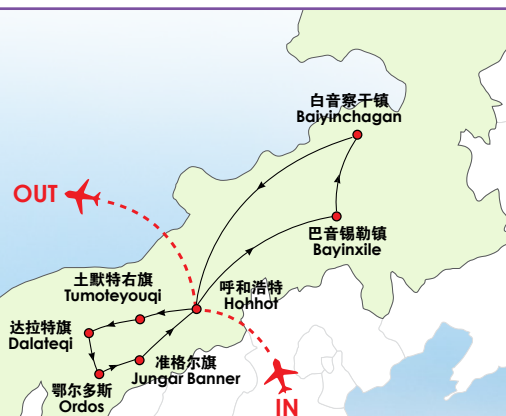 白音察干镇
Baiyinchagan
OUT
巴音锡勒镇
Bayinxile
土默特右旗
Tumoteyouqi
呼和浩特
Hohhot
达拉特旗
Dalateqi
准格尔旗
Jungar Banner
鄂尔多斯
Ordos
IN